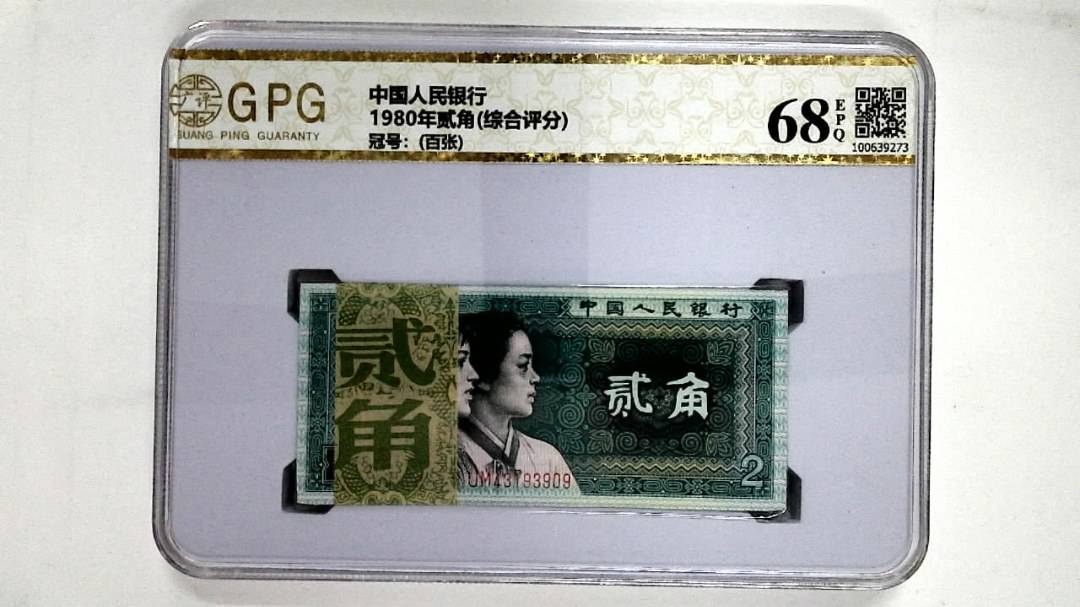 广评
GPG
GUANG PING GUARANTY
中国人民银行
1980年贰角(综合评分)
冠号：(百张)
68
EPQ
100639273
中国人民银行
贰角
贰角
2